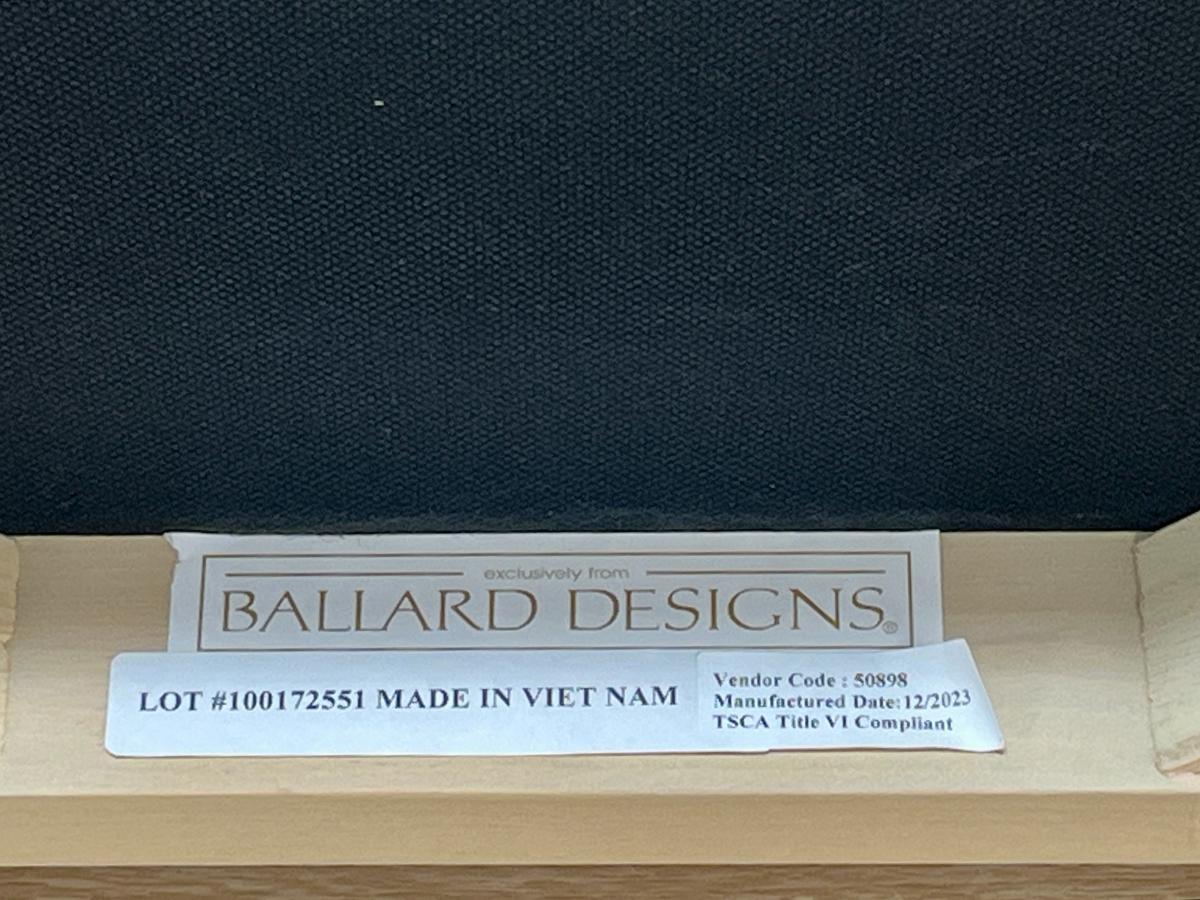 exclusively from
BALLARD DESIGNS®
LOT #100172551 MADE IN VIET NAM
Vendor Code : 50898
Manufactured Date: 12/2023
TSCA Title VI Compliant